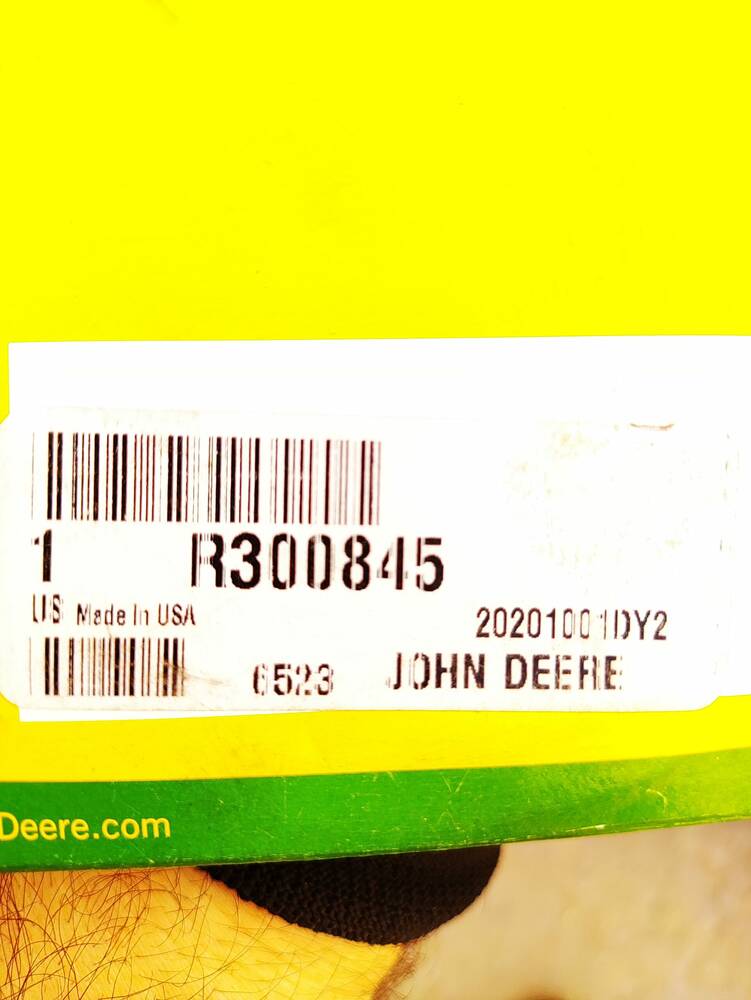 1 R300845
US Made In USA
20201001DY2
6523 JOHN DEERE
Deere.com